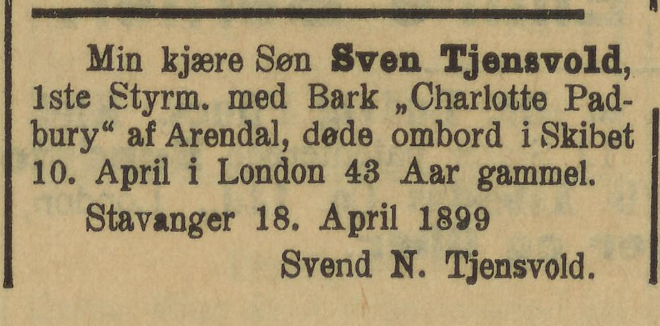 Min kjære Søn Sven Tjensvold,
1ste Styrm. med Bark „Charlotte Pad-
bury“ af Arendal, døde ombord i Skibet
10. April i London 43 Aar gammel.
Stavanger 18. April 1899
Svend N. Tjensvold.